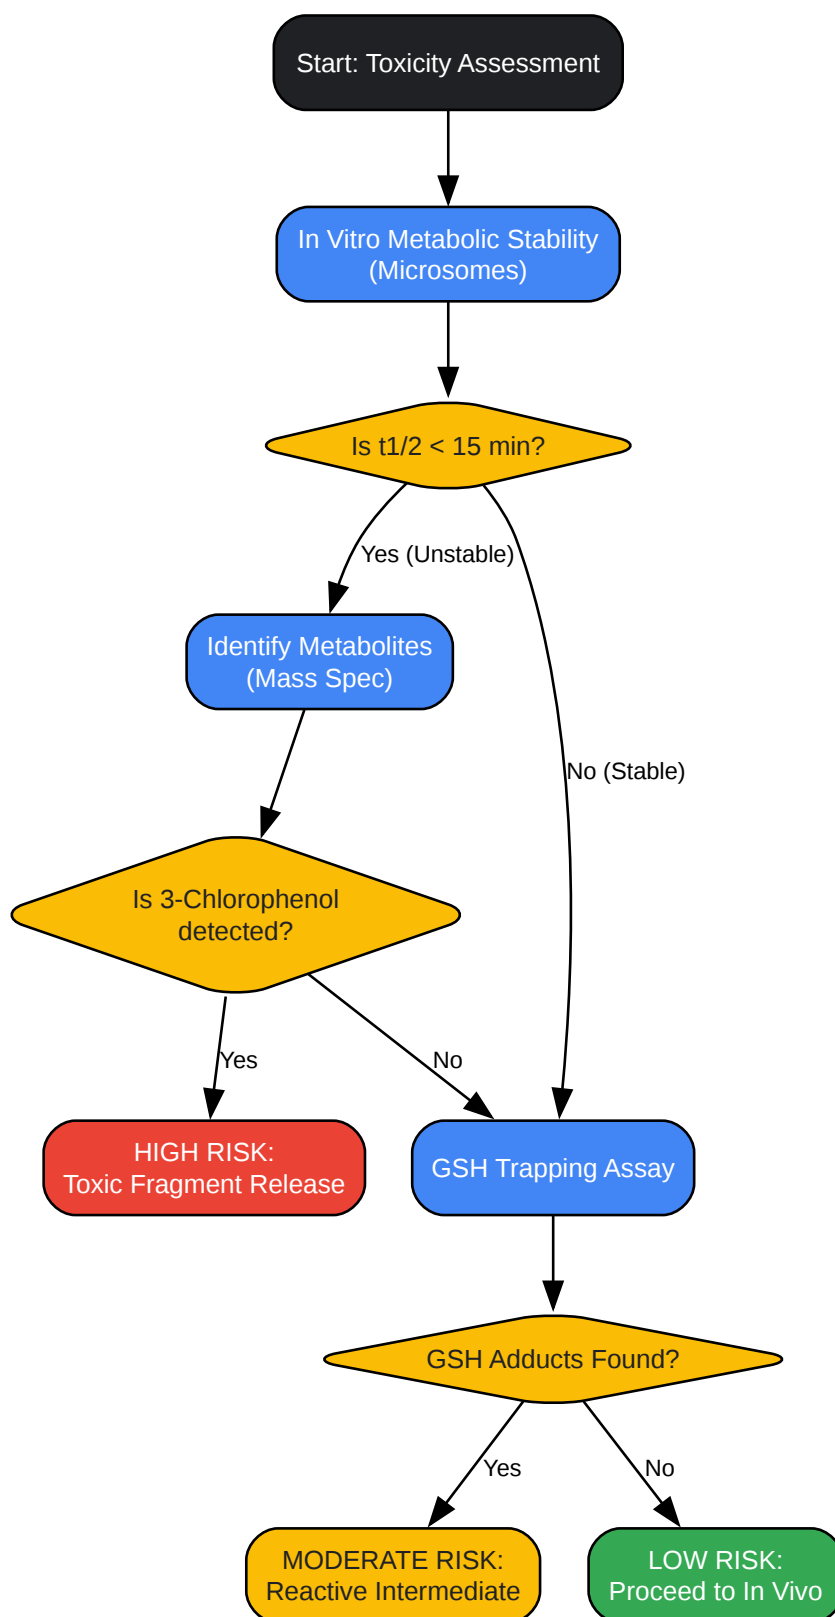 Start: Toxicity Assessment
In Vitro Metabolic Stability
(Microsomes)
Is t1/2 < 15 min?
Yes (Unstable)
Identify Metabolites
(Mass Spec)
No (Stable)
Is 3-Chlorophenol
detected?
Yes
No
HIGH RISK:
Toxic Fragment Release
GSH Trapping Assay
GSH Adducts Found?
Yes
No
MODERATE RISK:
Reactive Intermediate
LOW RISK:
Proceed to In Vivo